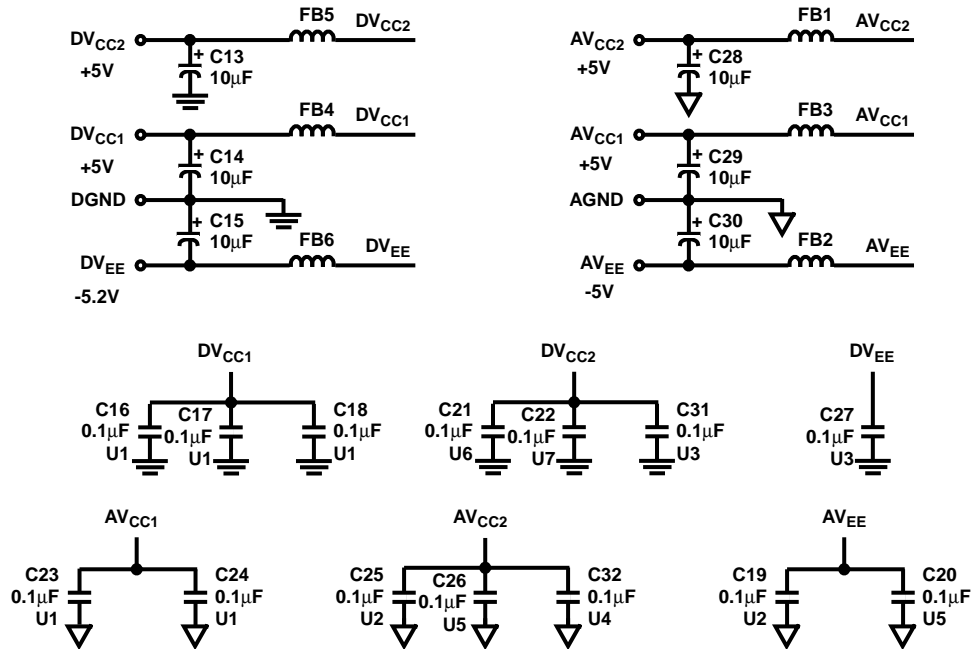 FB5
DVCC2
DVCC2
+5V
+
C13
10μF
FB4
DVCC1
DVCC1
+5V
+
C14
10μF
DGND
+
C15
10μF
FB6
DVEE
DVEE
-5.2V
FB1
AVCC2
AVCC2
+5V
+
C28
10μF
FB3
AVCC1
AVCC1
+5V
+
C29
10μF
AGND
+
C30
10μF
FB2
AVEE
AVEE
-5V
DVCC1
C16
0.1μF
U1
C17
0.1μF
U1
C18
0.1μF
U1
DVCC2
C21
0.1μF
U6
C22
0.1μF
U7
C31
0.1μF
U3
DVEE
C27
0.1μF
U3
AVCC1
C23
0.1μF
U1
C24
0.1μF
U1
AVCC2
C25
0.1μF
U2
C26
0.1μF
U5
C32
0.1μF
U4
AVEE
C19
0.1μF
U2
C20
0.1μF
U5